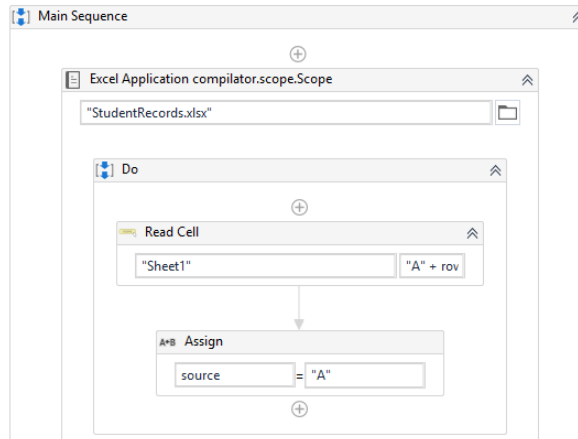 Main Sequence
Excel Application compilator.scope.Scope
"StudentRecords.xlsx"
Do
Read Cell
"Sheet1" "A" + rov
A+B Assign
source = "A"